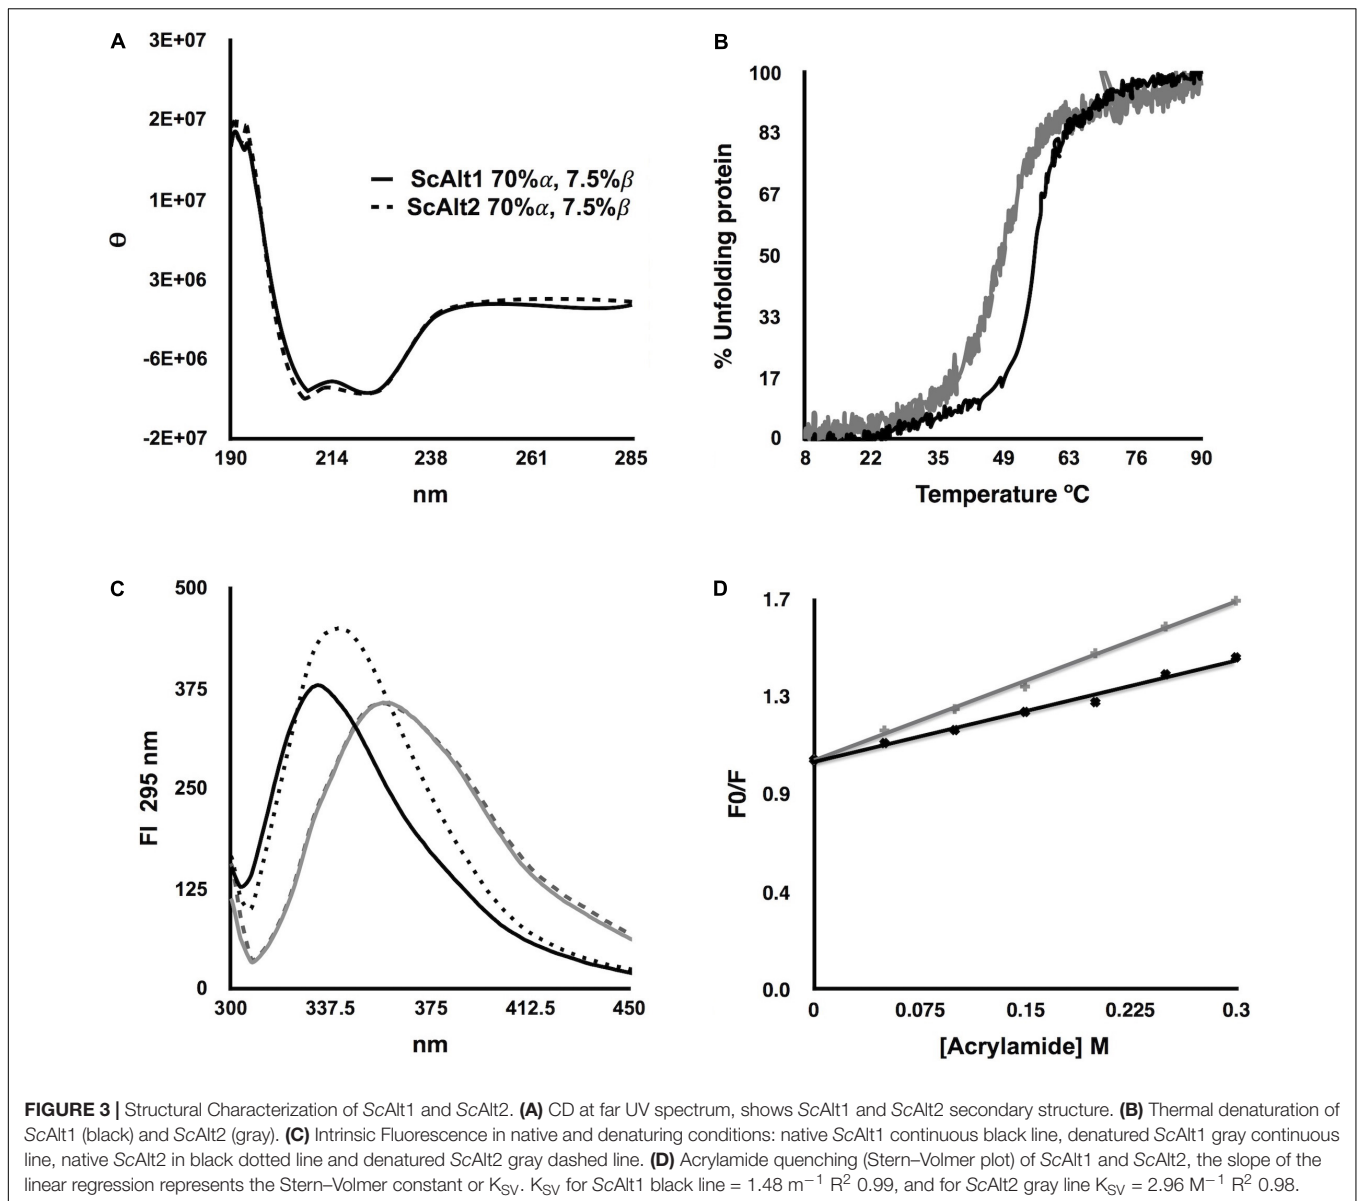 A
3E+07
2E+07
1E+07
3E+06
-6E+06
-2E+07
Θ
ScAlt1 70%α, 7.5%β
ScAlt2 70%α, 7.5%β
190 214 238 261 285
nm
B
100
83
67
50
33
17
0
% Unfolding protein
8 22 35 49 63 76 90
Temperature ºC
C
500
375
250
125
0
FI 295 nm
300 337.5 375 412.5 450
nm
D
1.7
1.3
0.9
0.4
0.0
F0/F
0 0.075 0.15 0.225 0.3
[Acrylamide] M
FIGURE 3 | Structural Characterization of ScAlt1 and ScAlt2. (A) CD at far UV spectrum, shows ScAlt1 and ScAlt2 secondary structure. (B) Thermal denaturation of
ScAlt1 (black) and ScAlt2 (gray). (C) Intrinsic Fluorescence in native and denaturing conditions: native ScAlt1 continuous black line, denatured ScAlt1 gray continuous
line, native ScAlt2 in black dotted line and denatured ScAlt2 gray dashed line. (D) Acrylamide quenching (Stern–Volmer plot) of ScAlt1 and ScAlt2, the slope of the
linear regression represents the Stern–Volmer constant or K_SV. K_SV for ScAlt1 black line = 1.48 m⁻¹ R² 0.99, and for ScAlt2 gray line K_SV = 2.96 M⁻¹ R² 0.98.